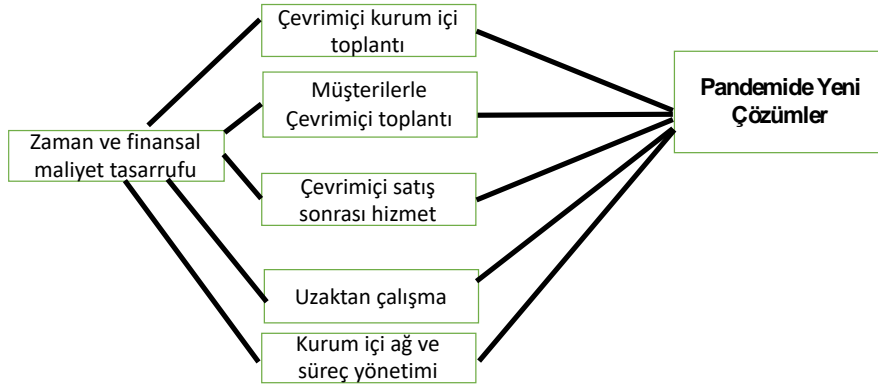 Çevrimiçi kurum içi
toplantı
Müşterilerle
Çevrimiçi toplantı
Pandemide Yeni
Çözümler
Zaman ve finansal
maliyet tasarrufu
Çevrimiçi satış
sonrası hizmet
Uzaktan çalışma
Kurum içi ağ ve
süreç yönetimi